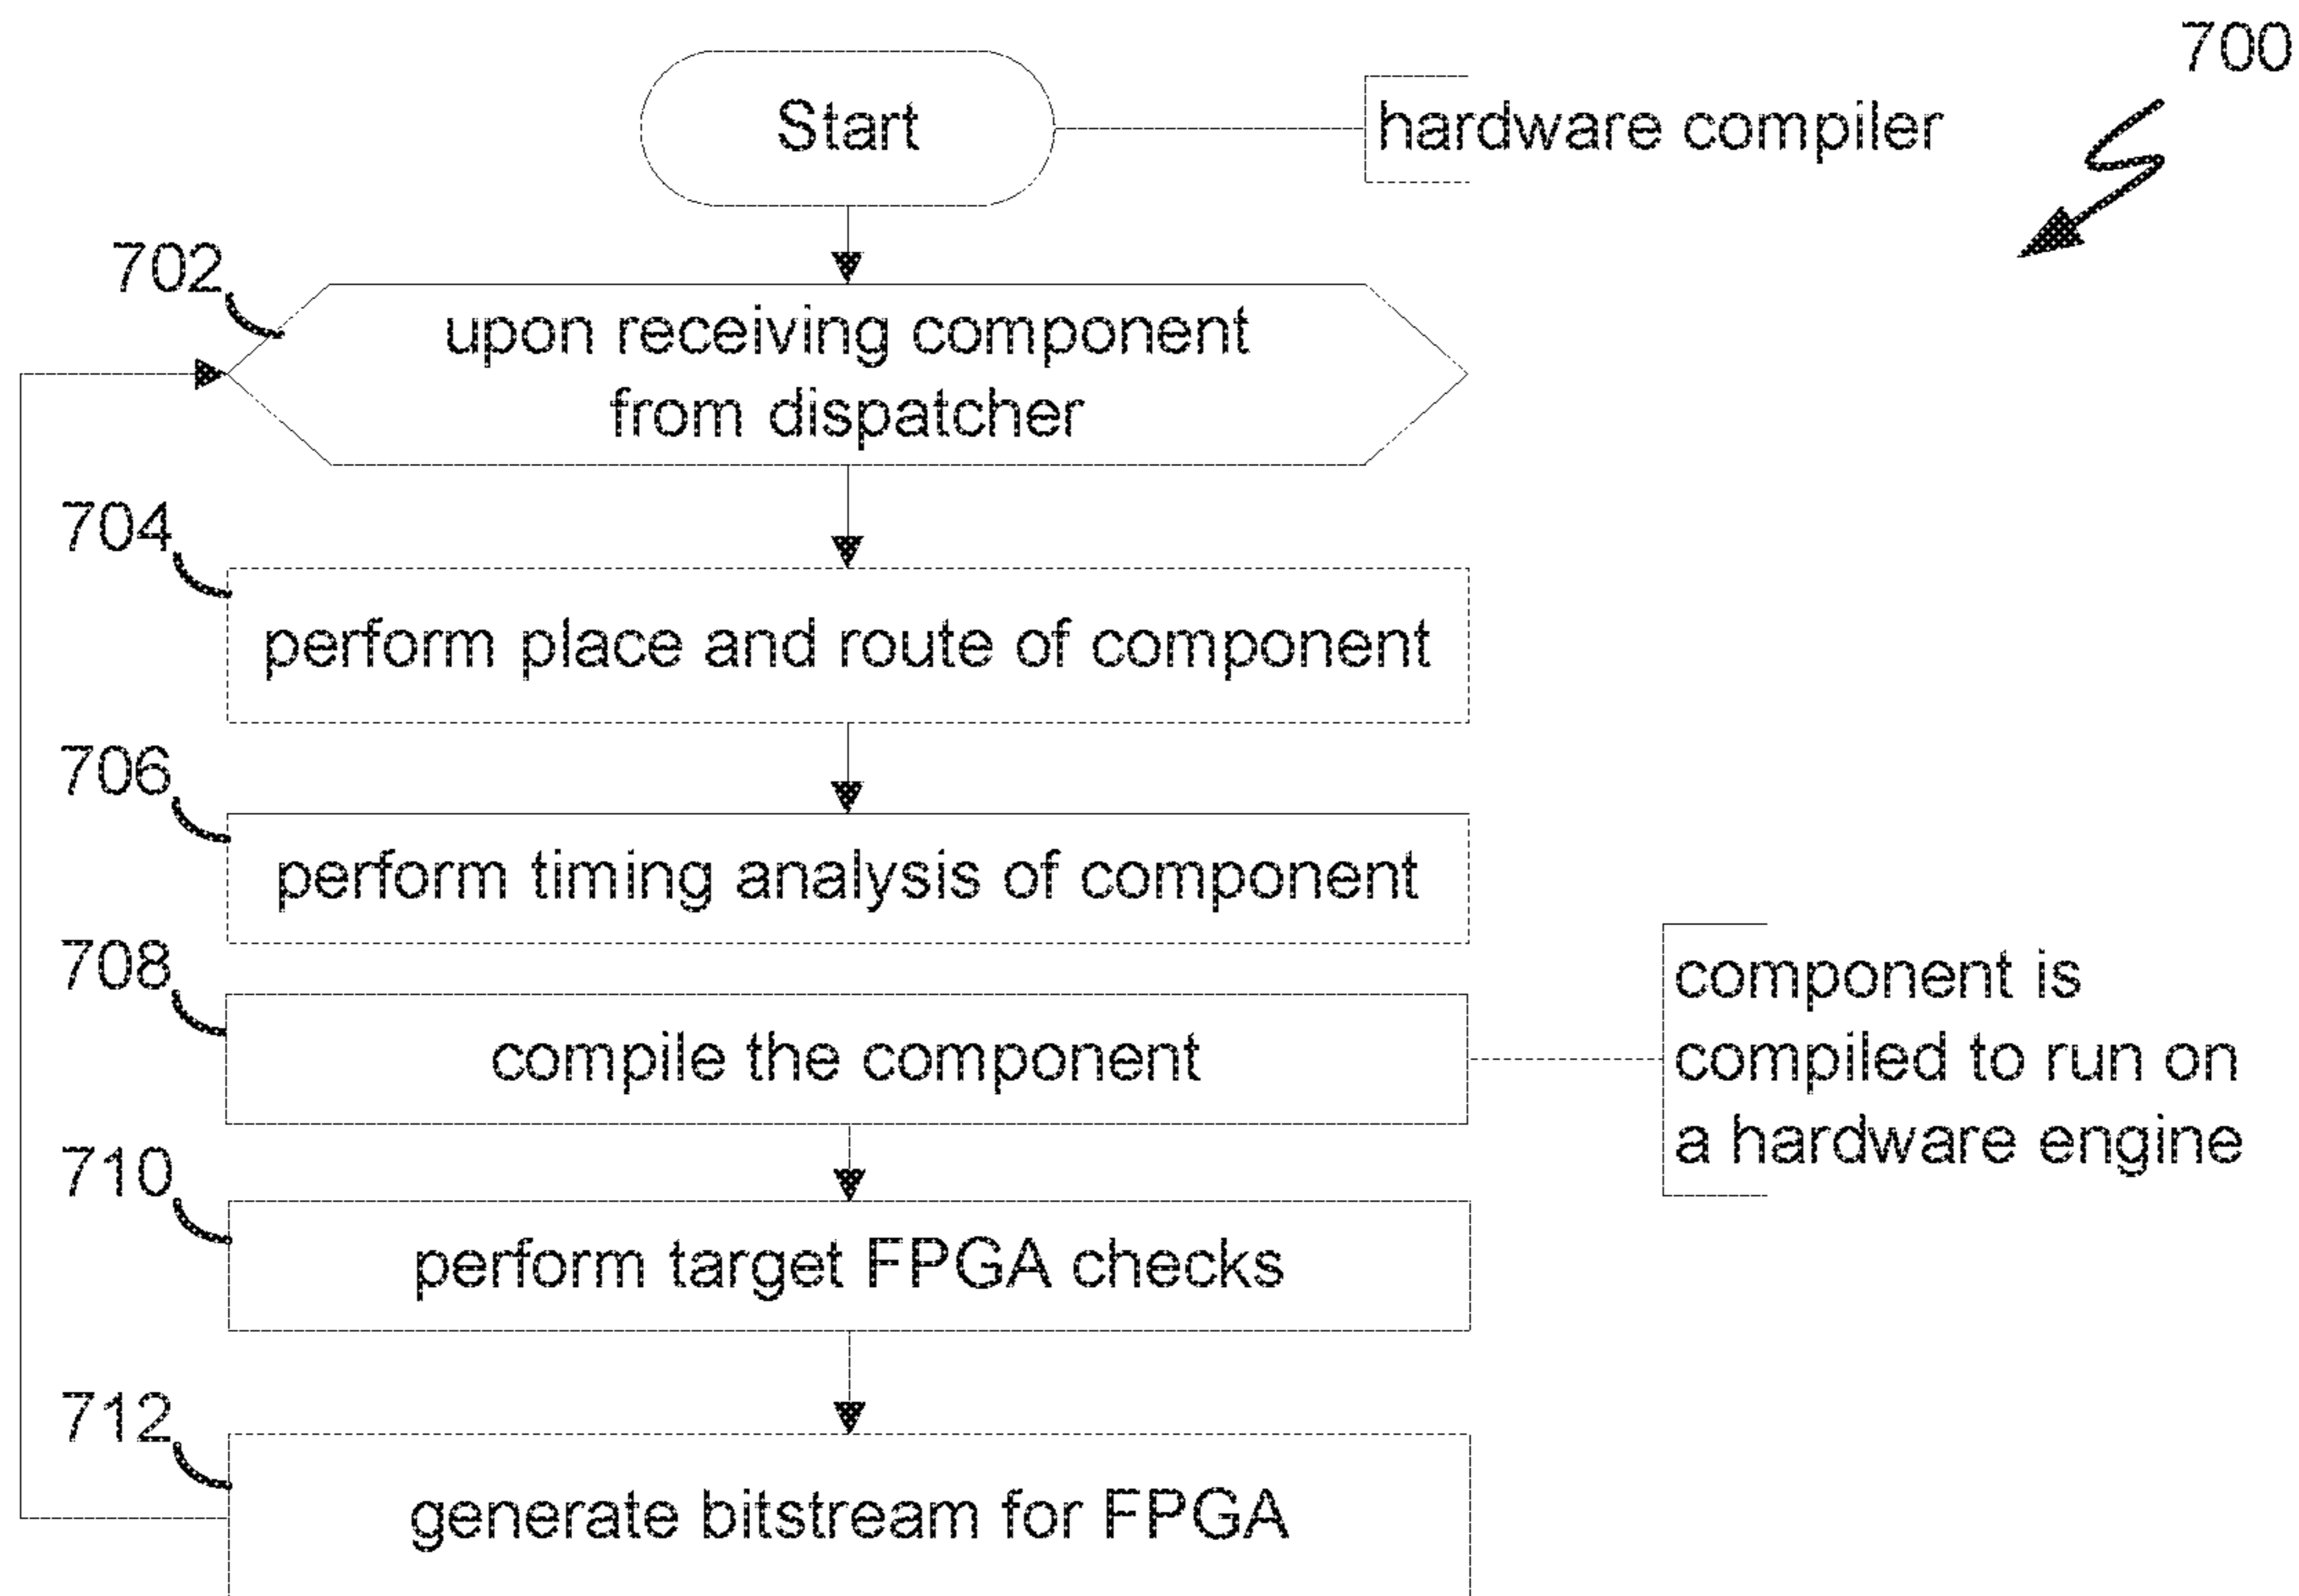 700
Start
hardware compiler
702
upon receiving component
from dispatcher
704
perform place and route of component
706
perform timing analysis of component
708
compile the component
component is
compiled to run on
a hardware engine
710
perform target FPGA checks
712
generate bitstream for FPGA